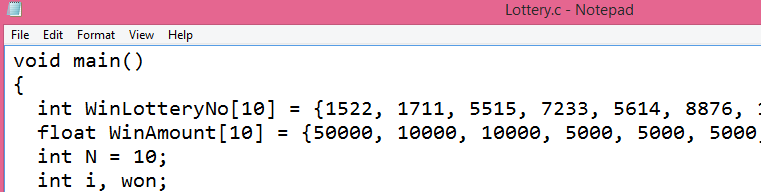 Lottery.c - Notepad
File Edit Format View Help
void main()
{
int WinLotteryNo[10] = {1522, 1711, 5515, 7233, 5614, 8876,
float WinAmount[10] = {50000, 10000, 10000, 5000, 5000, 5000,
int N = 10;
int i, won;